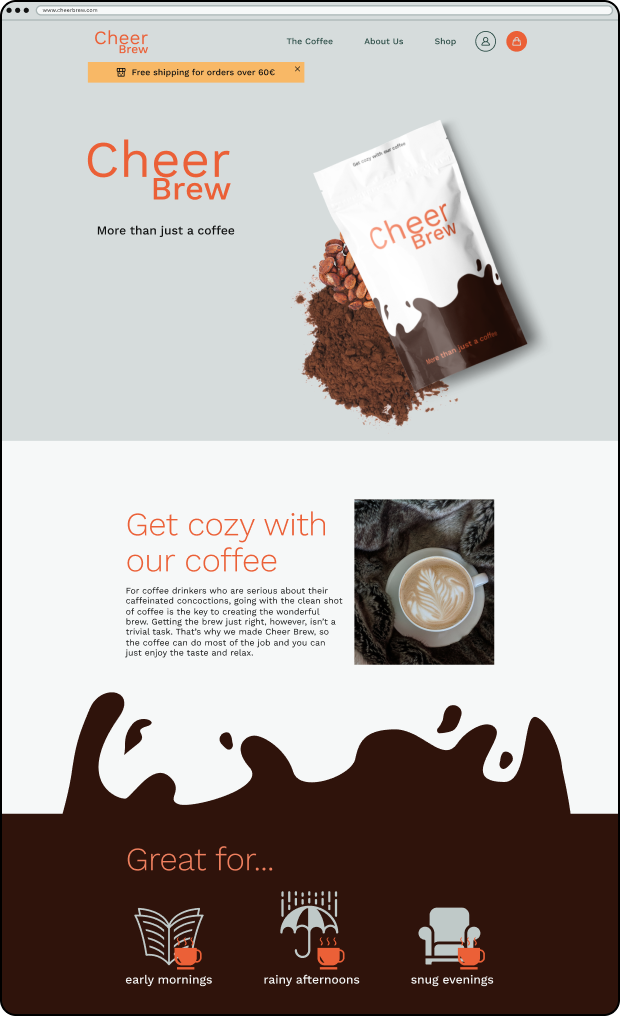 www.cheerbrew.com
Cheer
Brew
The Coffee
About Us
Shop
Free shipping for orders over 60€
Cheer
Brew
More than just a coffee
Get cozy with our coffee
Cheer
Brew
More than just a coffee
Get cozy with
our coffee
For coffee drinkers who are serious about their
caffeinated concoctions, going with the clean shot
of coffee is the key to creating the wonderful
brew. Getting the brew just right, however, isn’t a
trivial task. That’s why we made Cheer Brew, so
the coffee can do most of the job and you can
just enjoy the taste and relax.
Great for...
early mornings
rainy afternoons
snug evenings